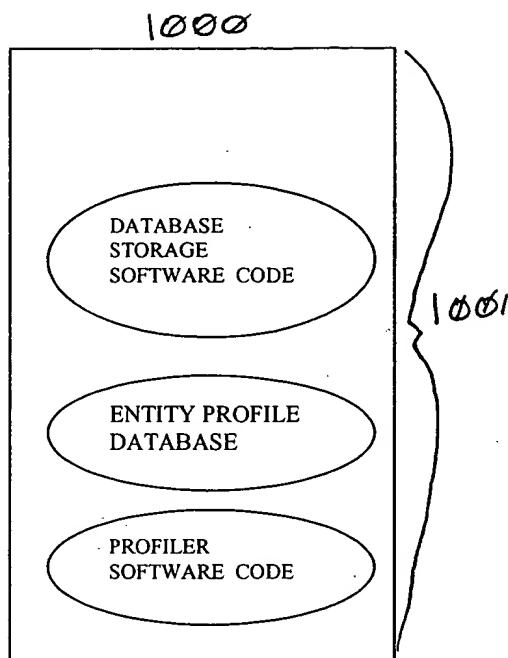 1000
DATABASE
STORAGE
SOFTWARE CODE
1001
ENTITY PROFILE
DATABASE
PROFILER
SOFTWARE CODE